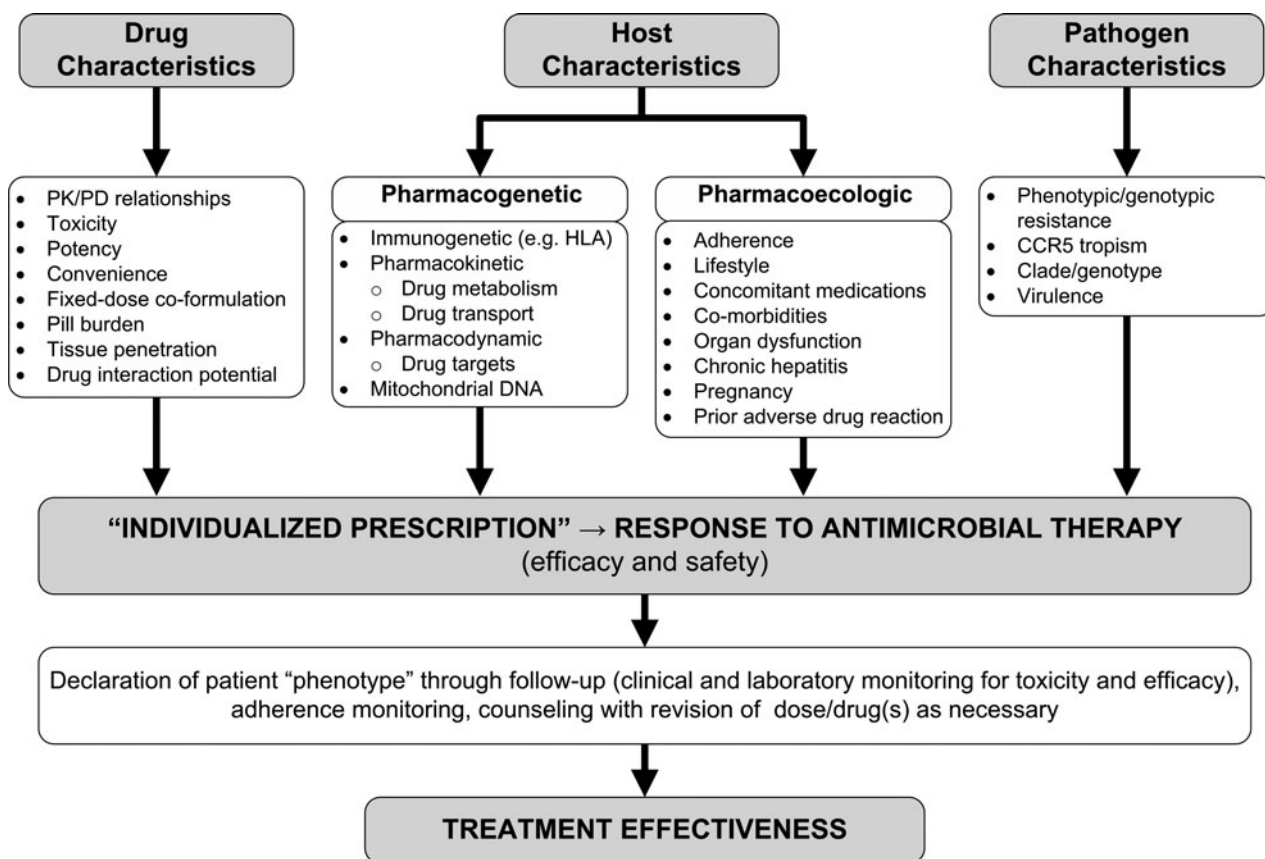 Drug
Characteristics
Host
Characteristics
Pathogen
Characteristics
• PK/PD relationships
• Toxicity
• Potency
• Convenience
• Fixed-dose co-formulation
• Pill burden
• Tissue penetration
• Drug interaction potential
Pharmacogenetic
• Immunogenetic (e.g. HLA)
• Pharmacokinetic
o Drug metabolism
o Drug transport
• Pharmacodynamic
o Drug targets
• Mitochondrial DNA
Pharmacoecologic
• Adherence
• Lifestyle
• Concomitant medications
• Co-morbidities
• Organ dysfunction
• Chronic hepatitis
• Pregnancy
• Prior adverse drug reaction
• Phenotypic/genotypic
resistance
• CCR5 tropism
• Clade/genotype
• Virulence
“INDIVIDUALIZED PRESCRIPTION” → RESPONSE TO ANTIMICROBIAL THERAPY
(efficacy and safety)
Declaration of patient “phenotype” through follow-up (clinical and laboratory monitoring for toxicity and efficacy),
adherence monitoring, counseling with revision of dose/drug(s) as necessary
TREATMENT EFFECTIVENESS